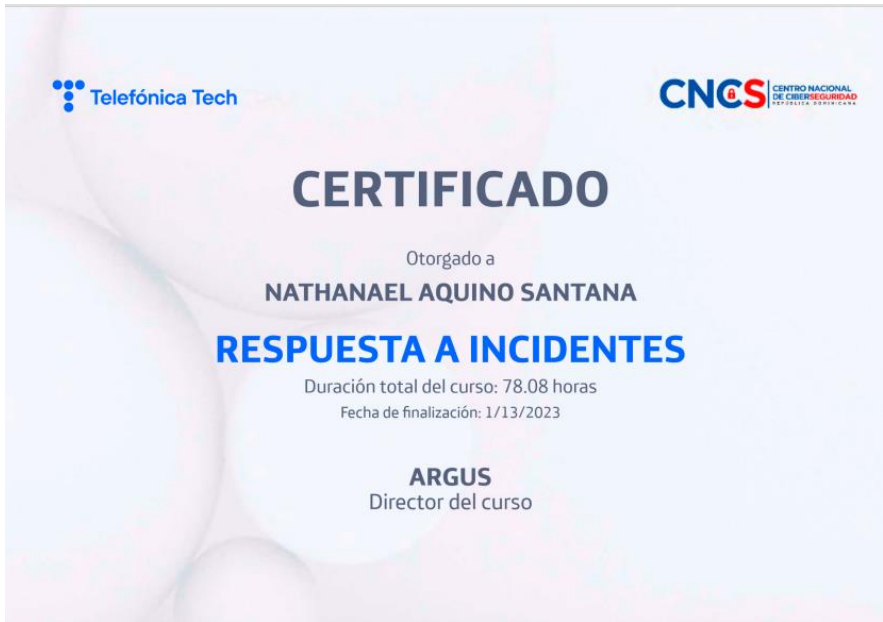 Telefónica Tech
CNCS CENTRO NACIONAL
DE CIBERSEGURIDAD
REPÚBLICA DOMINICANA
CERTIFICADO
Otorgado a
NATHANAEL AQUINO SANTANA
RESPUESTA A INCIDENTES
Duración total del curso: 78.08 horas
Fecha de finalización: 1/13/2023
ARGUS
Director del curso